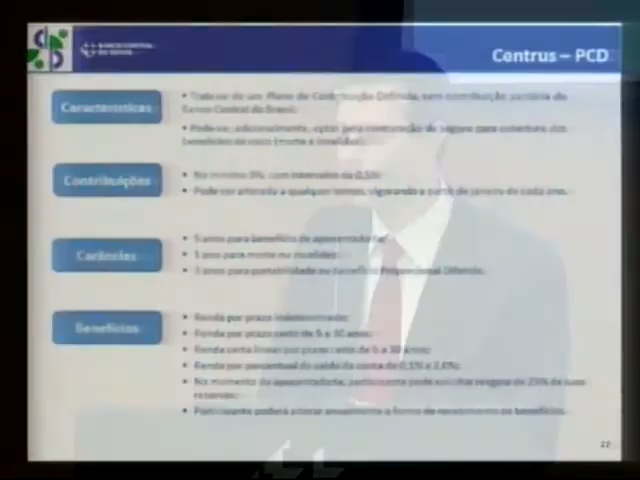 BANCO CENTRAL
DO BRASIL
Centrus – PCD
Características
• Trata-se de um Plano de Contribuição Definida, sem contribuição paritária do
Banco Central do Brasil.
• Pode-se, adicionalmente, optar pela contratação de seguro para cobertura dos
benefícios de risco (morte e invalidez).
Contribuições
• No mínimo 3%, com intervalos de 0,5%
• Pode ser alterada a qualquer tempo, vigorando a partir de janeiro de cada ano.
Carências
• 5 anos para benefício de aposentadoria;
• 1 ano para morte ou invalidez;
• 3 anos para portabilidade ou Benefício Proporcional Diferido.
Benefícios
• Renda por prazo indeterminado;
• Renda por prazo certo de 5 a 30 anos;
• Renda certa linear por prazo certo de 5 a 30 anos;
• Renda por percentual do saldo da conta de 0,1% a 2,0%;
• No momento da aposentadoria, participante pode solicitar resgate de 25% de suas
reservas;
• Participante poderá alterar anualmente a forma de recebimento do benefício.
22